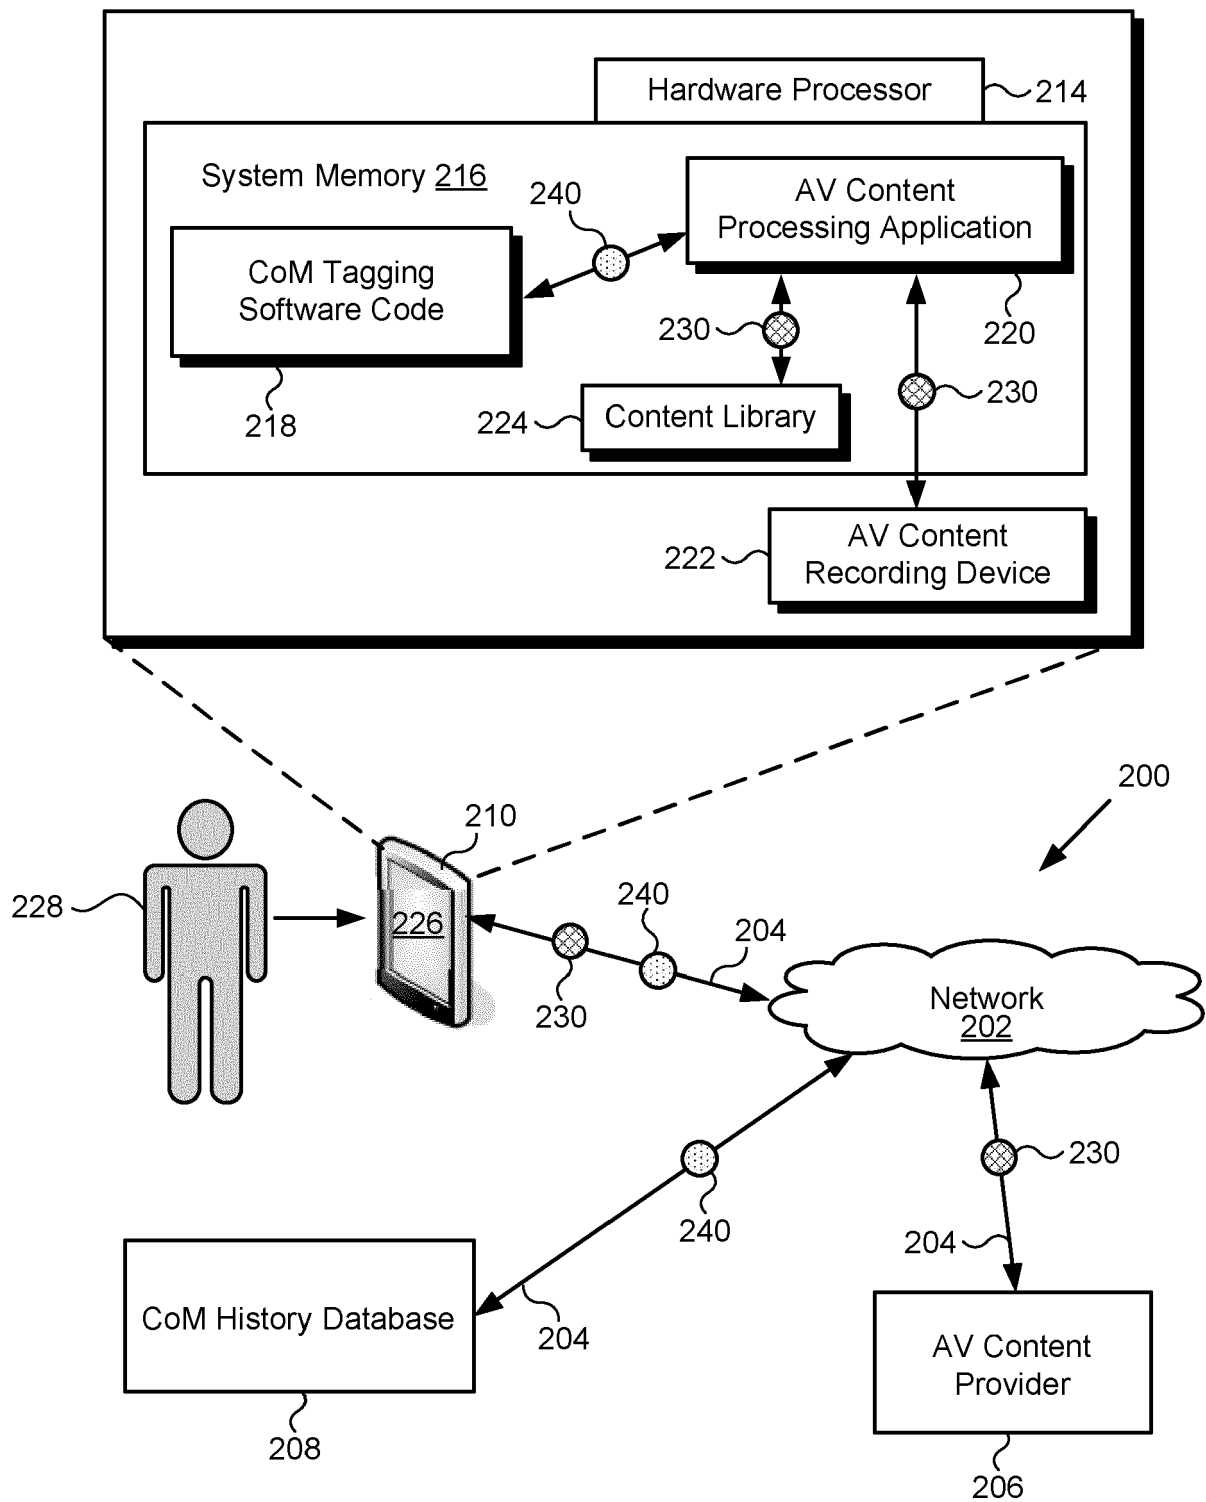 Hardware Processor
214
System Memory 216
240
AV Content
Processing Application
CoM Tagging
Software Code
230
220
230
218
224
Content Library
222
AV Content
Recording Device
200
210
228
226
240
204
230
Network
202
230
240
204
CoM History Database
204
AV Content
Provider
208
206